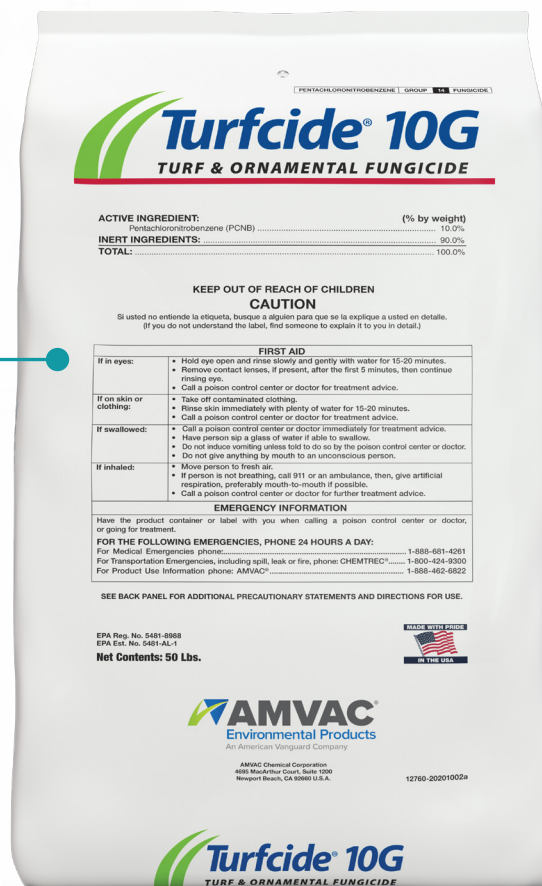 PENTACHLORONITROBENZENE GROUP 14 FUNGICIDE
Turfcide® 10G
TURF & ORNAMENTAL FUNGICIDE
ACTIVE INGREDIENT: (% by weight)
Pentachloronitrobenzene (PCNB) ........ 10.0%
INERT INGREDIENTS: ........ 90.0%
TOTAL: ........ 100.0%
KEEP OUT OF REACH OF CHILDREN
CAUTION
Si usted no entiende la etiqueta, busque a alguien para que se la explique a usted en detalle.
(If you do not understand the label, find someone to explain it to you in detail.)
FIRST AID
If in eyes:
• Hold eye open and rinse slowly and gently with water for 15-20 minutes.
• Remove contact lenses, if present, after the first 5 minutes, then continue
rinsing eye.
• Call a poison control center or doctor for treatment advice.
If on skin or
clothing:
• Take off contaminated clothing.
• Rinse skin immediately with plenty of water for 15-20 minutes.
• Call a poison control center or doctor for treatment advice.
If swallowed:
• Call a poison control center or doctor immediately for treatment advice.
• Have person sip a glass of water if able to swallow.
• Do not induce vomiting unless told to do so by the poison control center or doctor.
• Do not give anything by mouth to an unconscious person.
If inhaled:
• Move person to fresh air.
• If person is not breathing, call 911 or an ambulance, then, give artificial
respiration, preferably mouth-to-mouth if possible.
• Call a poison control center or doctor for further treatment advice.
EMERGENCY INFORMATION
Have the product container or label with you when calling a poison control center or doctor,
or going for treatment.
FOR THE FOLLOWING EMERGENCIES, PHONE 24 HOURS A DAY:
For Medical Emergencies phone:........ 1-888-681-4261
For Transportation Emergencies, including spill, leak or fire, phone: CHEMTREC®........ 1-800-424-9300
For Product Use Information phone: AMVAC®........ 1-888-462-6822
SEE BACK PANEL FOR ADDITIONAL PRECAUTIONARY STATEMENTS AND DIRECTIONS FOR USE.
EPA Reg. No. 5481-8988
EPA Est. No. 5481-AL-1
Net Contents: 50 Lbs.
MADE WITH PRIDE
IN THE USA
AMVAC®
Environmental Products
An American Vanguard Company
AMVAC Chemical Corporation
4695 MacArthur Court, Suite 1200
Newport Beach, CA 92660 U.S.A.
12760-20201002a
Turfcide® 10G
TURF & ORNAMENTAL FUNGICIDE